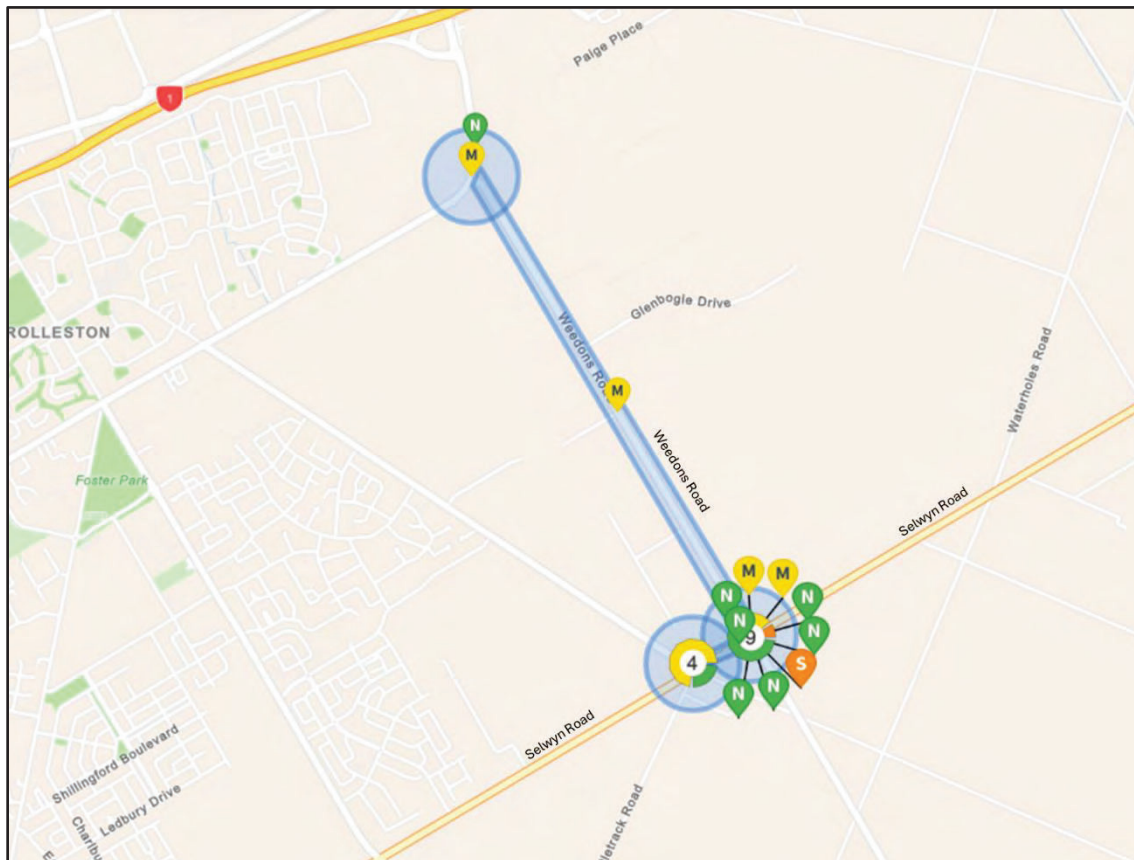 Paige Place
1
N
M
Glenbogie Drive
ROLLESTON
Weedons Road
M
Waterholes Road
Weedons Road
Foster Park
Selwyn Road
M
M
N
N
N
N
9
S
4
N
N
Selwyn Road
Shillingford Boulevard
Ledbury Drive